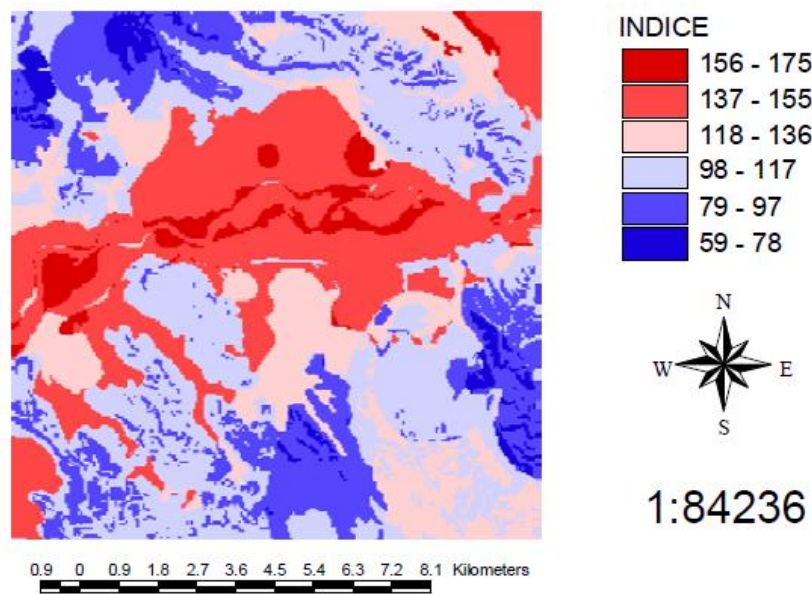 INDICE
156 - 175
137 - 155
118 - 136
98 - 117
79 - 97
59 - 78
N
W E
S
1:84236
0.9 0 0.9 1.8 2.7 3.6 4.5 5.4 6.3 7.2 8.1 Kilometers